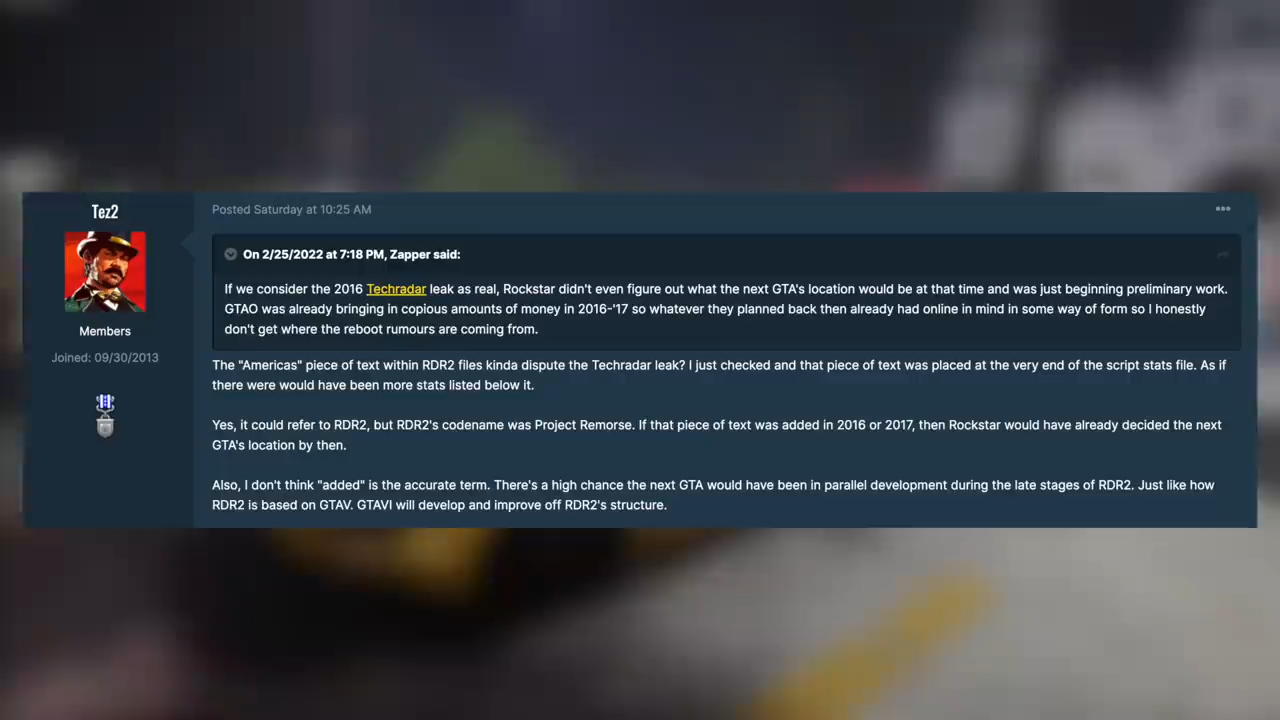 Tez2
Posted Saturday at 10:25 AM
On 2/25/2022 at 7:18 PM, Zapper said:
If we consider the 2016 Techradar leak as real, Rockstar didn't even figure out what the next GTA's location would be at that time and was just beginning preliminary work.
GTAO was already bringing in copious amounts of money in 2016-'17 so whatever they planned back then already had online in mind in some way of form so I honestly
don't get where the reboot rumours are coming from.
Members
Joined: 09/30/2013
The "Americas" piece of text within RDR2 files kinda dispute the Techradar leak? I just checked and that piece of text was placed at the very end of the script stats file. As if
there were would have been more stats listed below it.
Yes, it could refer to RDR2, but RDR2's codename was Project Remorse. If that piece of text was added in 2016 or 2017, then Rockstar would have already decided the next
GTA's location by then.
Also, I don't think "added" is the accurate term. There's a high chance the next GTA would have been in parallel development during the late stages of RDR2. Just like how
RDR2 is based on GTAV. GTAVI will develop and improve off RDR2's structure.